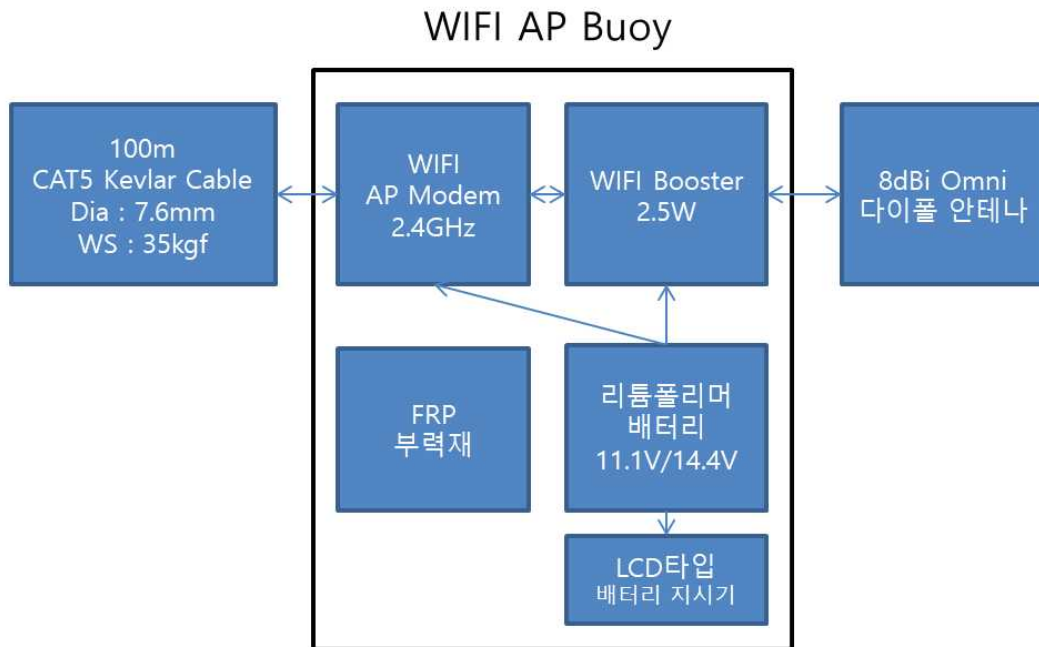 WIFI AP Buoy
100m
CAT5 Kevlar Cable
Dia : 7.6mm
WS : 35kgf
WIFI
AP Modem
2.4GHz
WIFI Booster
2.5W
8dBi Omni
다이폴 안테나
FRP
부력재
리튬폴리머
배터리
11.1V/14.4V
LCD타입
배터리 지시기